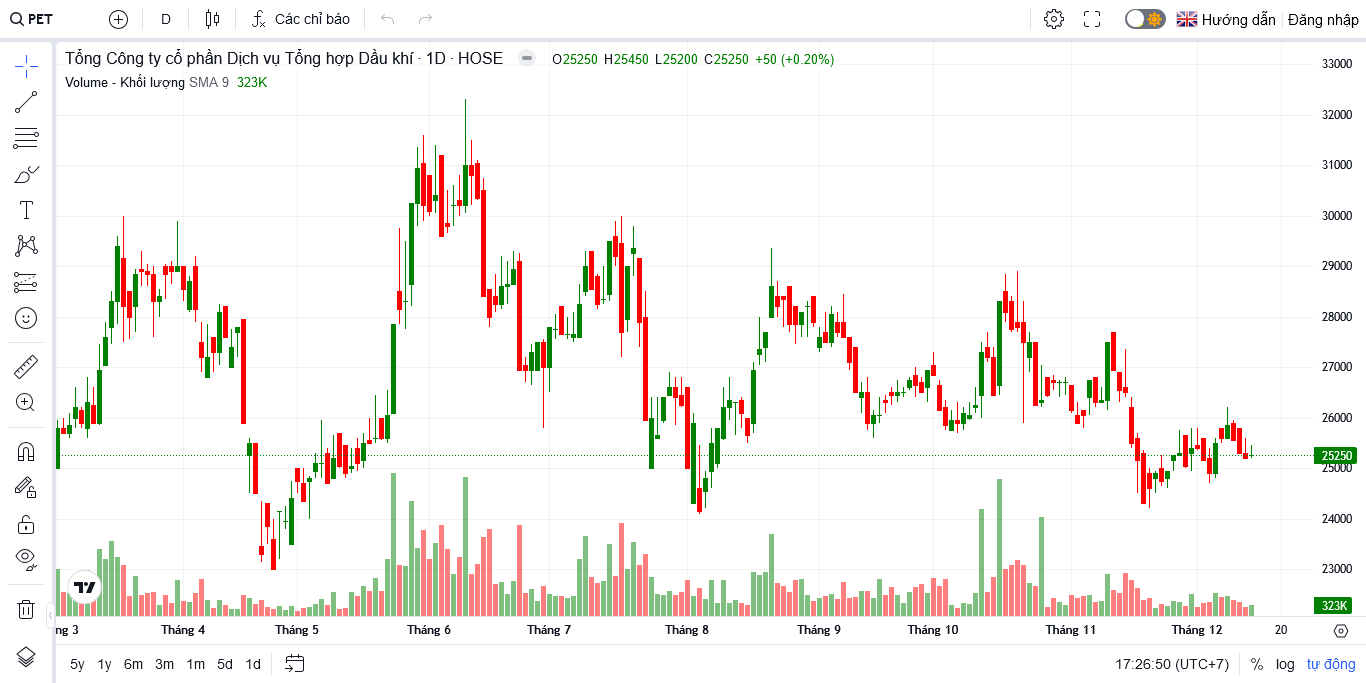 PET D Các chỉ báo Hướng dẫn Đăng nhập
Tổng Công ty cổ phần Dịch vụ Tổng hợp Dầu khí · 1D · HOSE O25250 H25450 L25200 C25250 +50 (+0.20%)
Volume - Khối lượng SMA 9 323K
33000
32000
31000
30000
29000
28000
27000
26000
25250
25000
24000
23000
323K
ng 3 Tháng 4 Tháng 5 Tháng 6 Tháng 7 Tháng 8 Tháng 9 Tháng 10 Tháng 11 Tháng 12 20
5y 1y 6m 3m 1m 5d 1d 17:26:50 (UTC+7) % log tự động